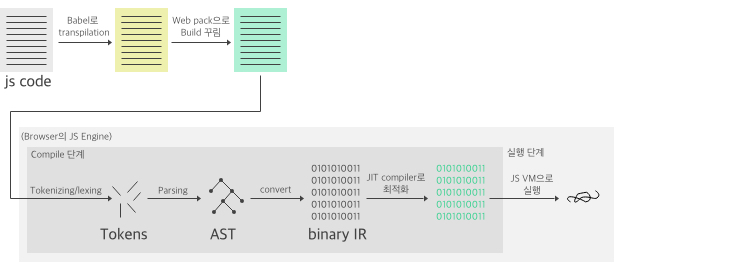 Babel로
transpilation
Web pack으로
Build 꾸림
js code
(Browser의 JS Engine)
Compile 단계
실행 단계
Tokenizing/lexing
Parsing
convert
0101010011
0101010011
0101010011
0101010011
0101010011
JIT compiler로
최적화
0101010011
0101010011
0101010011
0101010011
0101010011
JS VM으로
실행
Tokens
AST
binary IR